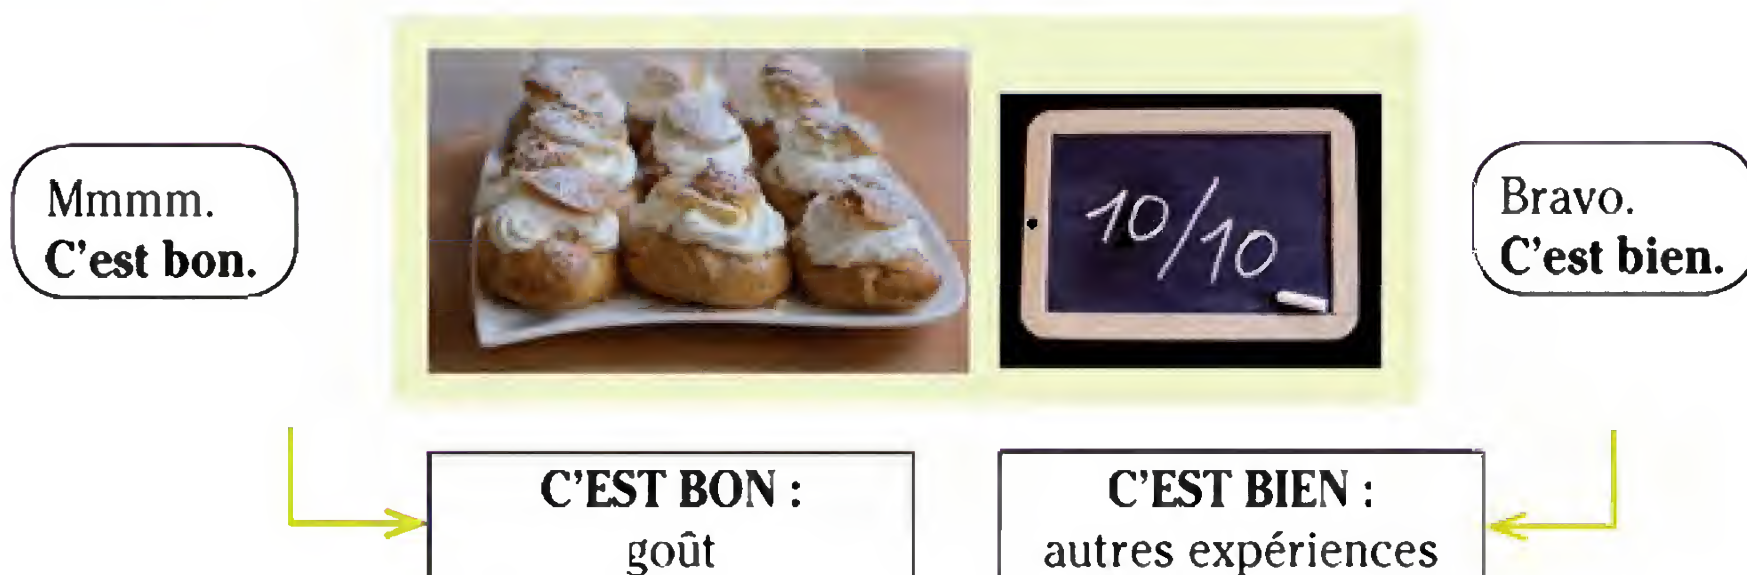 Mmmm.
C'est bon.
10/10
Bravo.
C'est bien.
C'EST BON :
goût
C'EST BIEN :
autres expériences